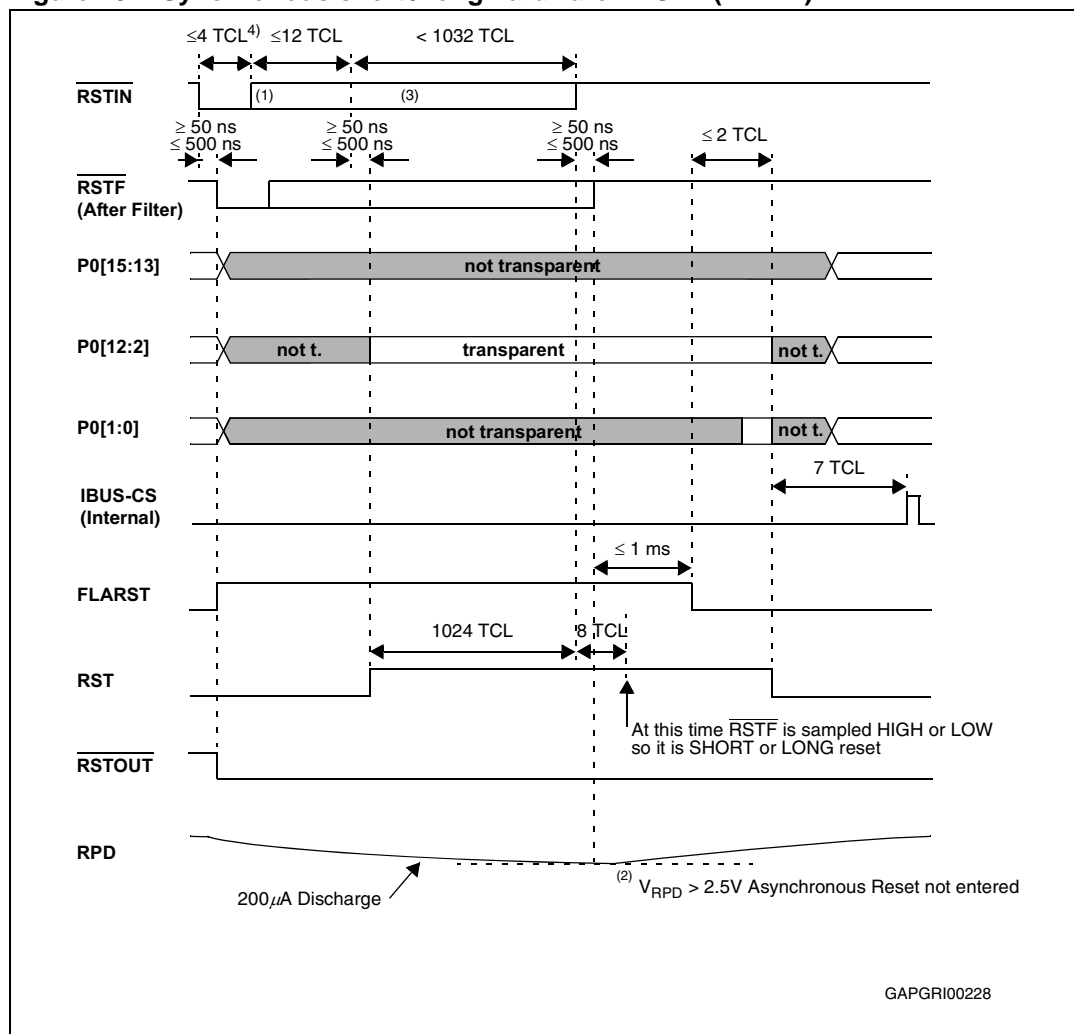 ≤4 TCL4) ≤12 TCL < 1032 TCL
RSTIN (1) (3)
≥ 50 ns ≥ 50 ns ≥ 50 ns
≤ 500 ns ≤ 500 ns ≤ 500 ns ≤ 2 TCL
RSTF
(After Filter)
P0[15:13] not transparent
P0[12:2] not t. transparent not t.
P0[1:0] not transparent not t.
7 TCL
IBUS-CS
(Internal)
≤ 1 ms
FLARST
1024 TCL 8 TCL
RST
At this time RSTF is sampled HIGH or LOW
so it is SHORT or LONG reset
RSTOUT
RPD
200μA Discharge (2) VRPD > 2.5V Asynchronous Reset not entered
GAPGRI00228